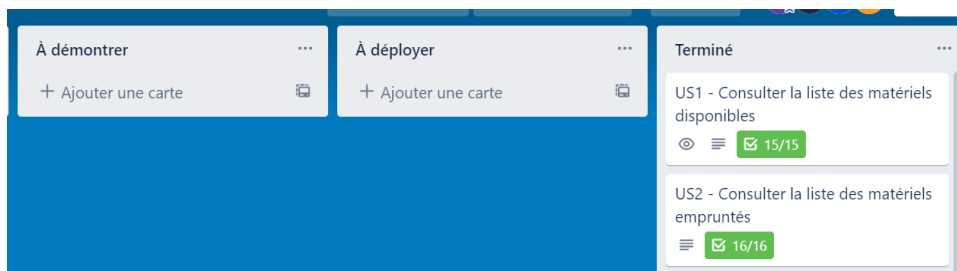 À démontrer
...
+ Ajouter une carte
À déployer
...
+ Ajouter une carte
Terminé
...
US1 - Consulter la liste des matériels
disponibles
15/15
US2 - Consulter la liste des matériels
empruntés
16/16